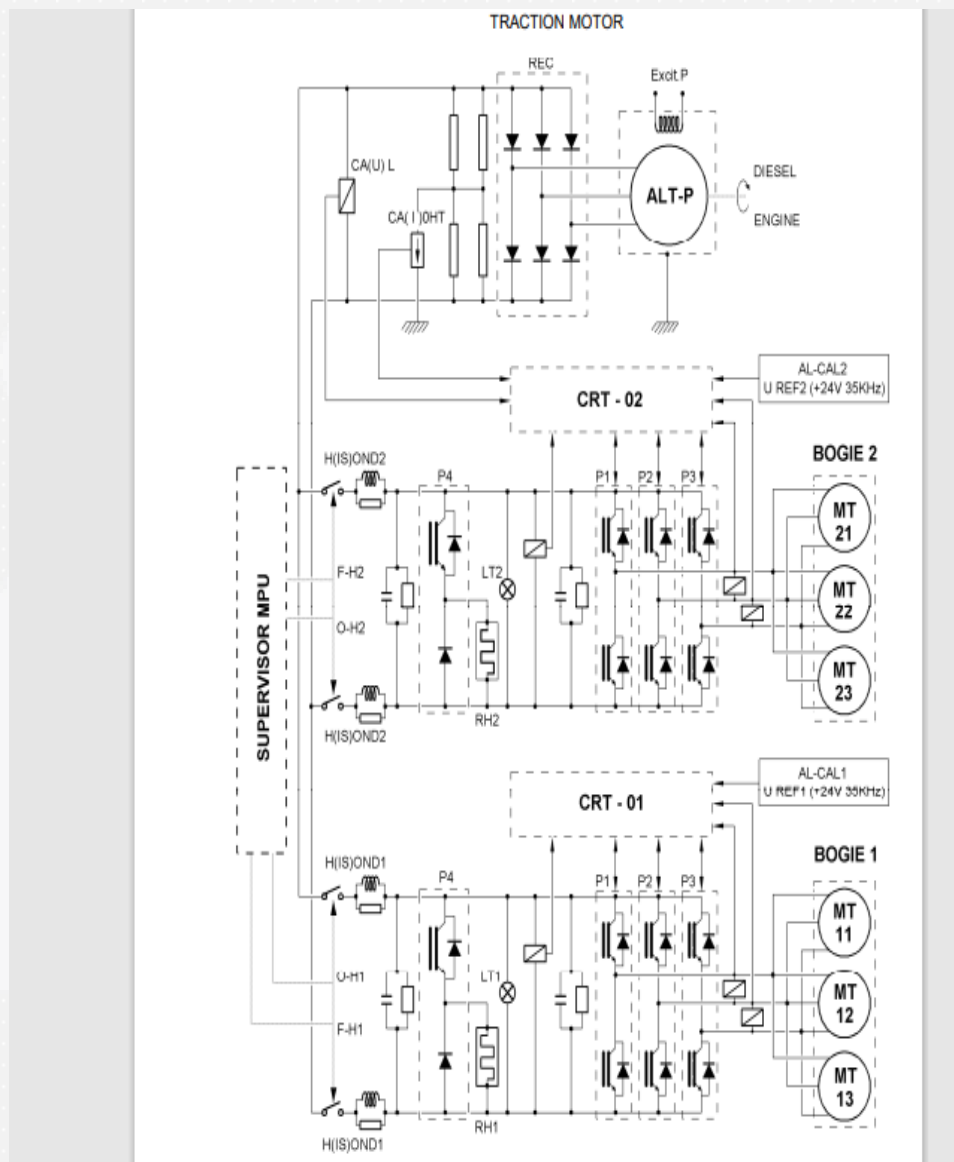 TRACTION MOTOR
REC
Excit P
CA(U) L
ALT-P
DIESEL
ENGINE
CA( I )0HT
AL-CAL2
U REF2 (+24V 35KHz)
CRT - 02
BOGIE 2
H(IS)OND2
P4
P1
P2
P3
MT
21
F-H2
LT2
MT
22
O-H2
SUPERVISOR MPU
MT
23
RH2
H(IS)OND2
AL-CAL1
U REF1 (+24V 35KHz)
CRT - 01
BOGIE 1
H(IS)OND1
P4
P1
P2
P3
MT
11
O-H1
LT1
MT
12
F-H1
MT
13
RH1
H(IS)OND1